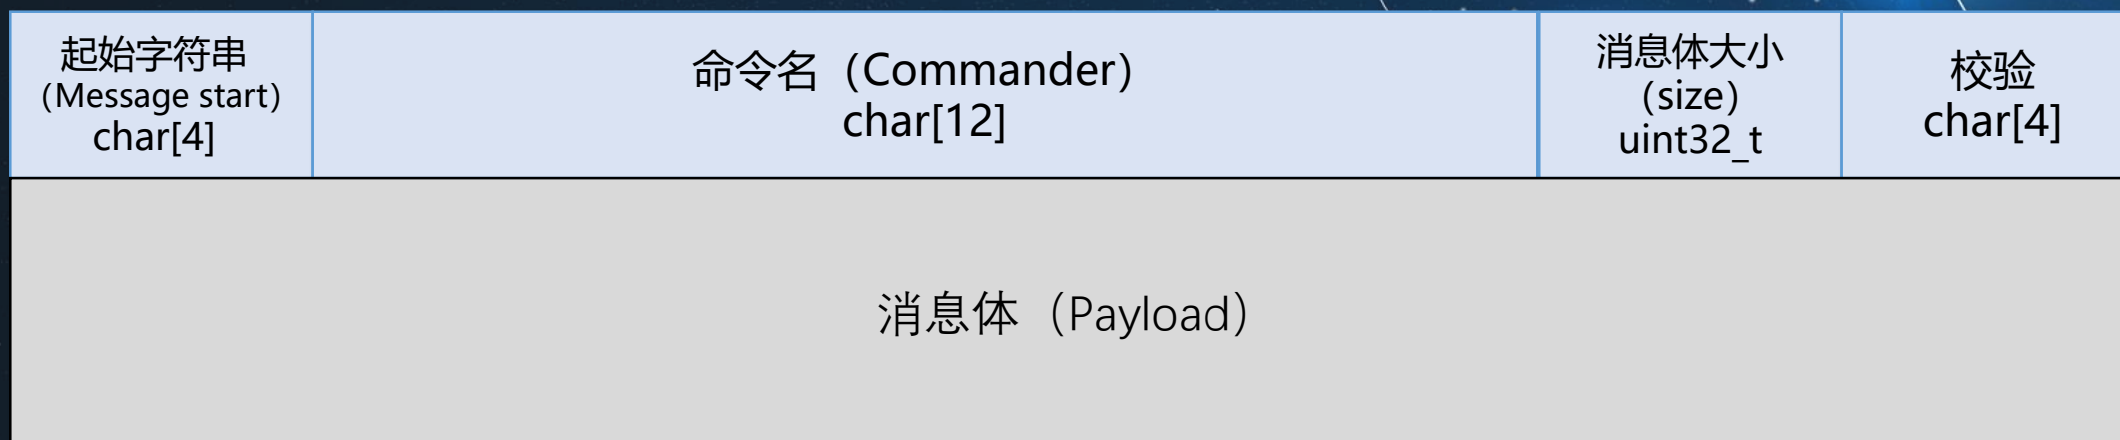 起始字符串
（Message start）
char[4]
命令名（Commander）
char[12]
消息体大小
（size）
uint32_t
校验
char[4]
消息体（Payload）